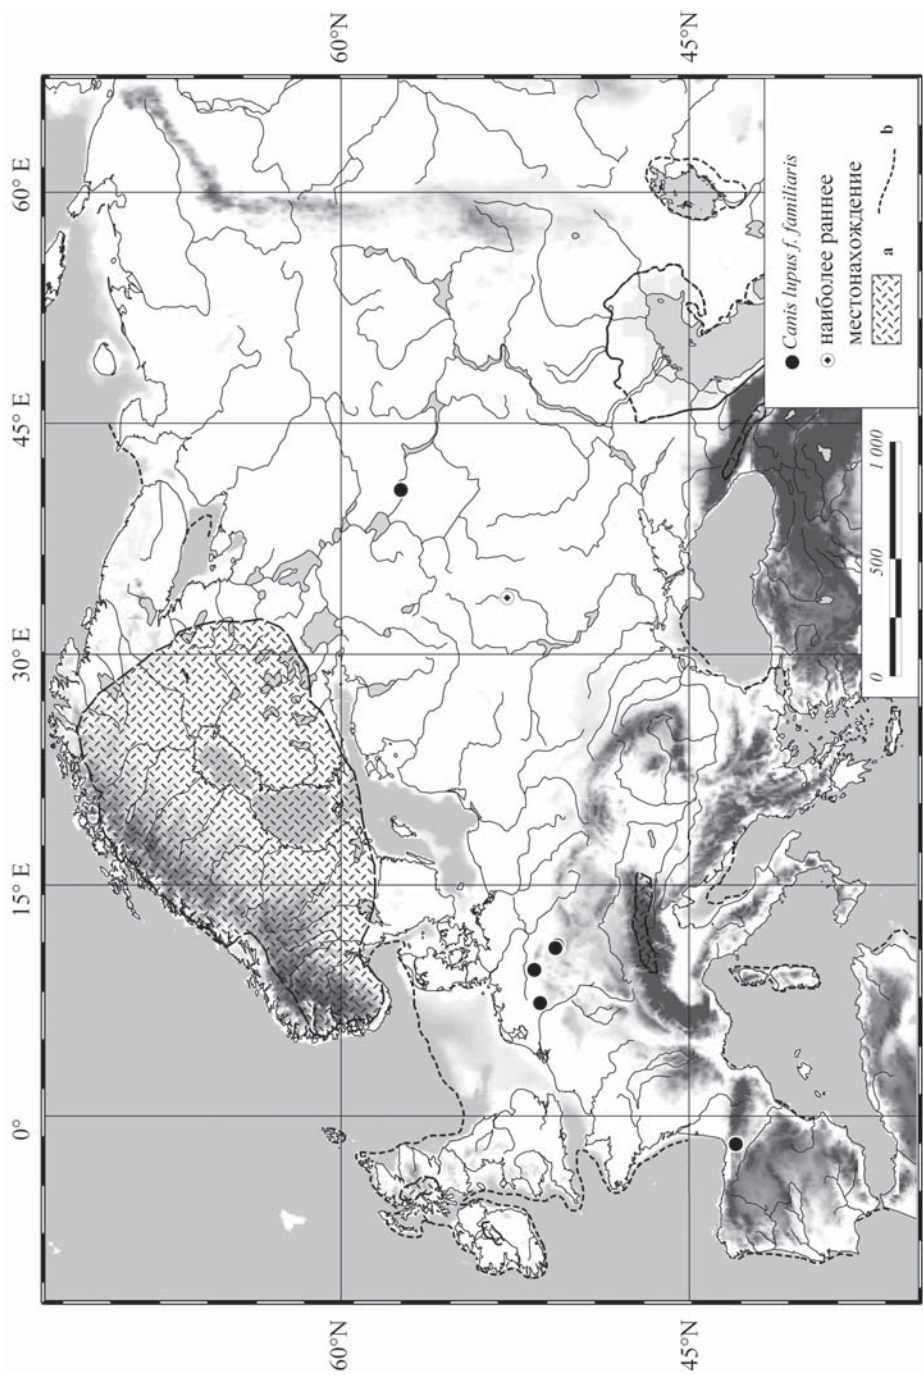 0°
15° E
30° E
45° E
60° E
60°N
60°N
45°N
45°N
Canis lupus f. familiaris
наиболее раннее
местонахождение
a
b
0
500
1 000